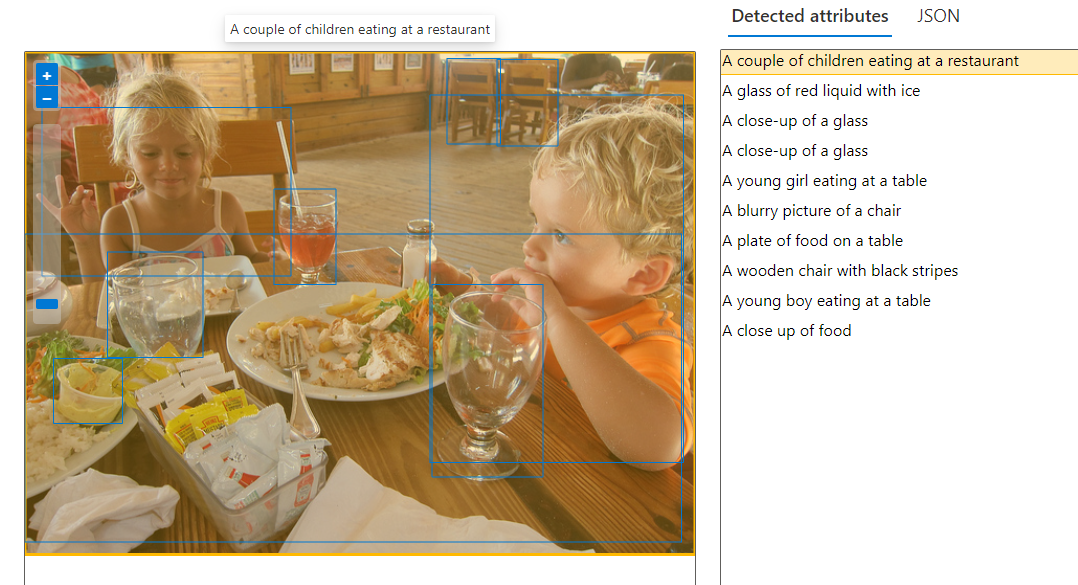 Detected attributes JSON
A couple of children eating at a restaurant
+
−
A couple of children eating at a restaurant
A glass of red liquid with ice
A close-up of a glass
A close-up of a glass
A young girl eating at a table
A blurry picture of a chair
A plate of food on a table
A wooden chair with black stripes
A young boy eating at a table
A close up of food